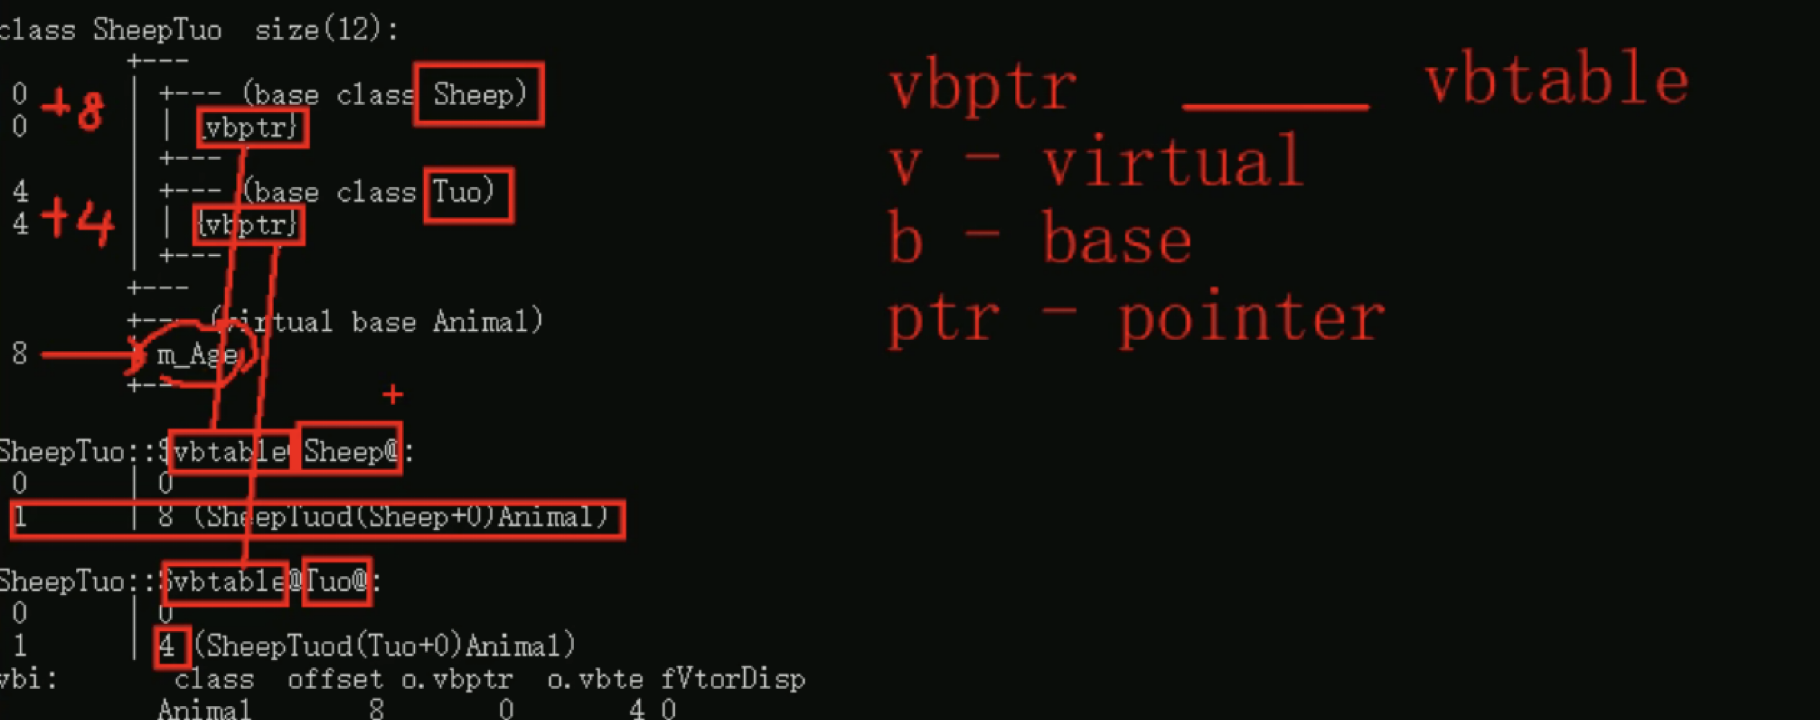 class SheepTuo  size(12):
+---
0 | +--- (base class Sheep)
0 | | {vbptr}
| +---
4 | +--- (base class Tuo)
4 | | {vbptr}
| +---
+---
+--- (virtual base Animal)
8 | m_Age
+---
+8
+4
+
SheepTuo::$vbtable@Sheep@:
0 | 0
1 | 8 (SheepTuod(Sheep+0)Animal)
SheepTuo::$vbtable@Tuo@:
0 | 0
1 | 4 (SheepTuod(Tuo+0)Animal)
vbi: class offset o.vbptr o.vbte fVtorDisp
Animal 8 0 4 0
vbptr ____ vbtable
v - virtual
b - base
ptr - pointer